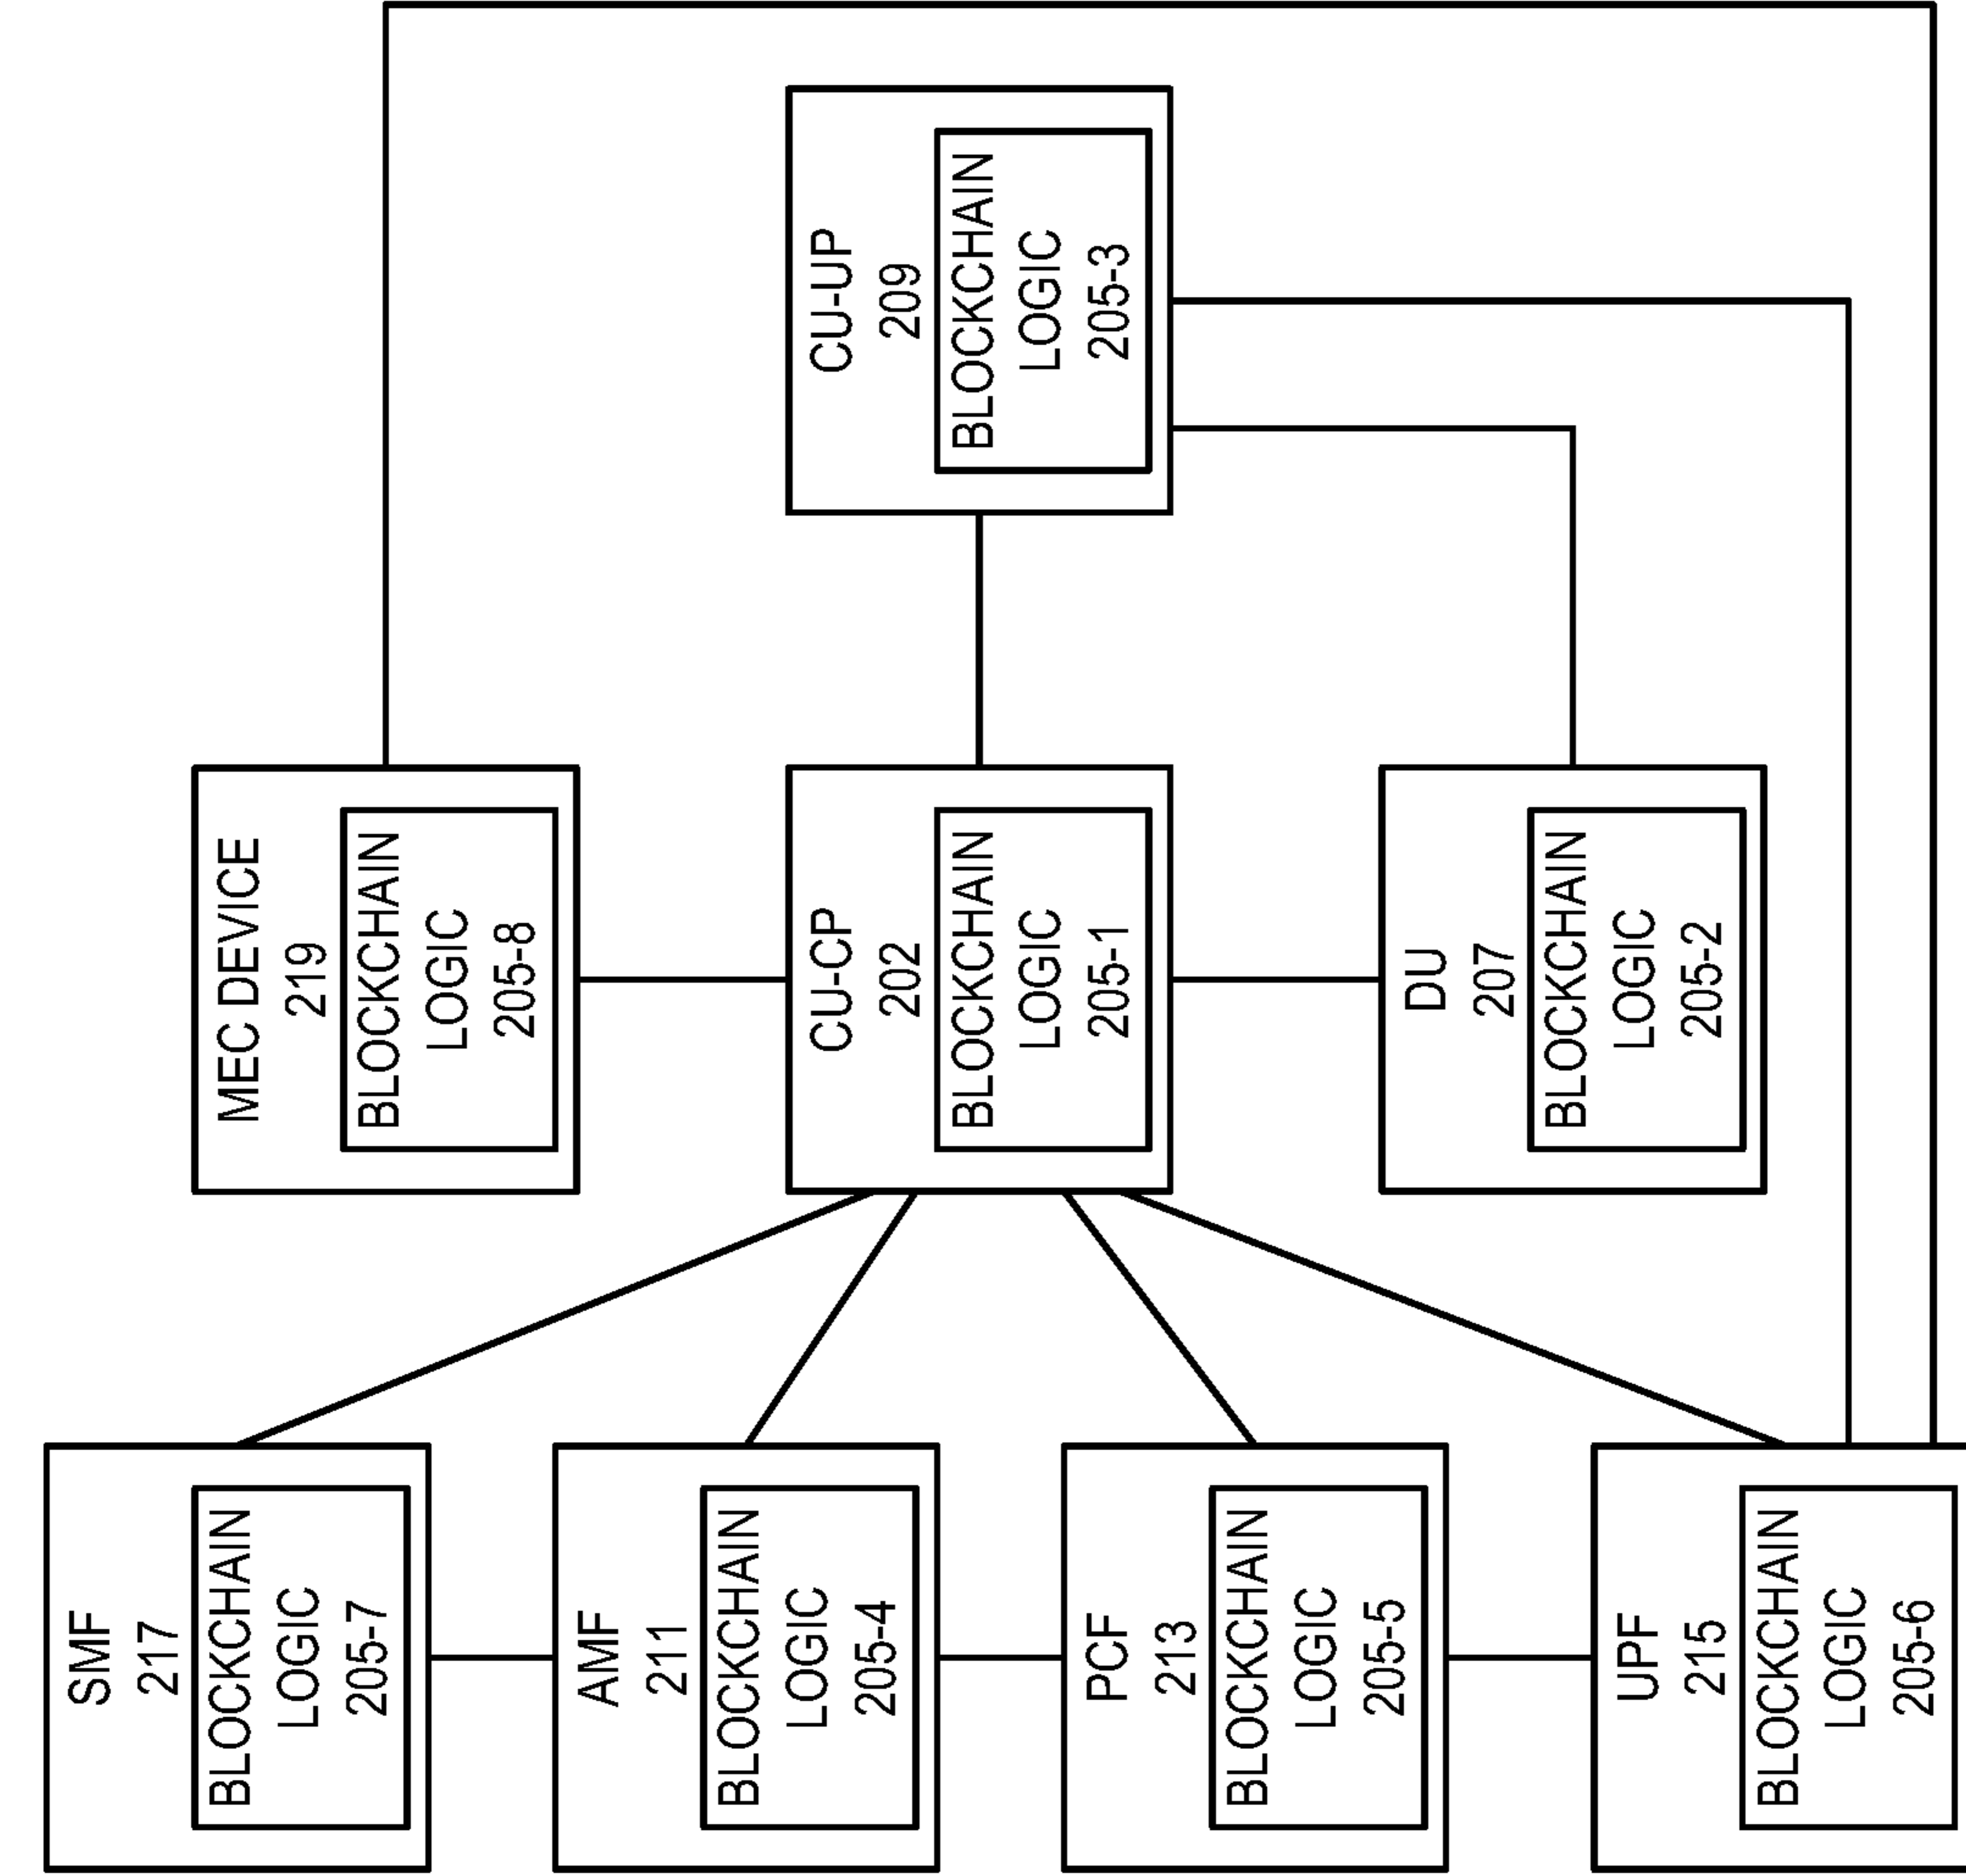 SMF
217
BLOCKCHAIN
LOGIC
205-7
MEC DEVICE
219
BLOCKCHAIN
LOGIC
205-8
AMF
211
BLOCKCHAIN
LOGIC
205-4
CU-CP
202
BLOCKCHAIN
LOGIC
205-1
CU-UP
209
BLOCKCHAIN
LOGIC
205-3
PCF
213
BLOCKCHAIN
LOGIC
205-5
DU
207
BLOCKCHAIN
LOGIC
205-2
UPF
215
BLOCKCHAIN
LOGIC
205-6